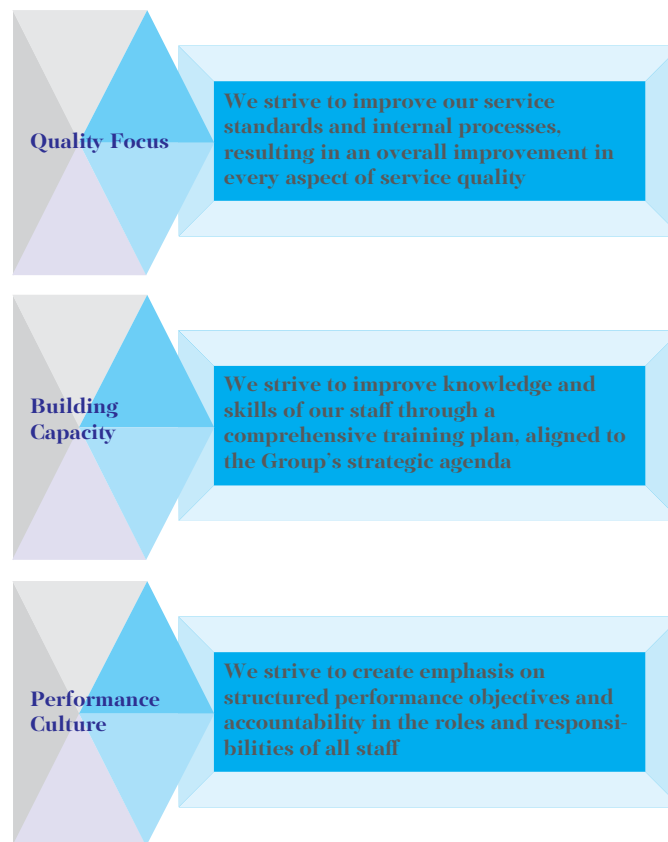 Quality Focus
We strive to improve our service
standards and internal processes,
resulting in an overall improvement in
every aspect of service quality
Building
Capacity
We strive to improve knowledge and
skills of our staff through a
comprehensive training plan, aligned to
the Group’s strategic agenda
Performance
Culture
We strive to create emphasis on
structured performance objectives and
accountability in the roles and responsi-
bilities of all staff